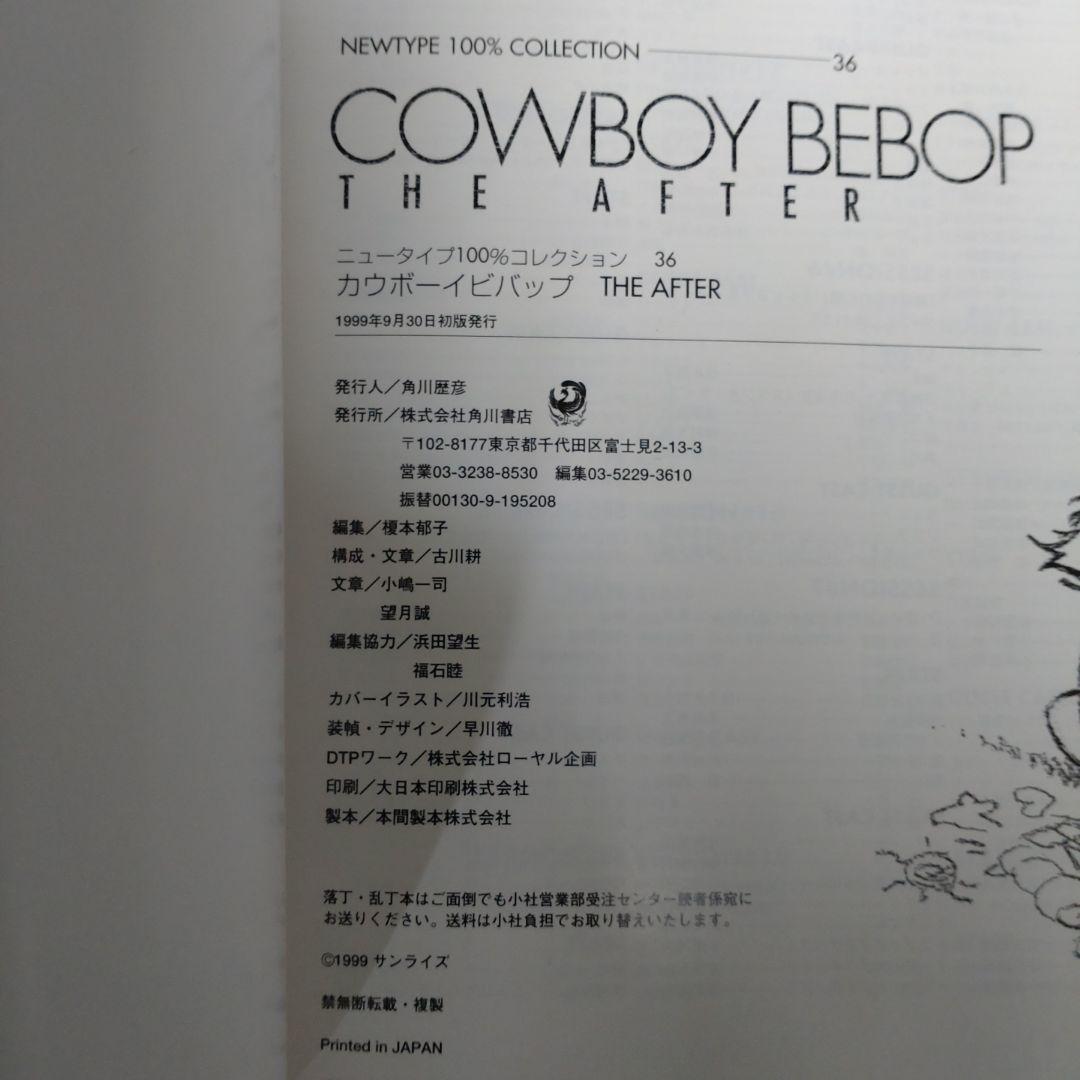 NEWTYPE 100% COLLECTION 36
COWBOY BEBOP
THE AFTER
ニュータイプ100%コレクション 36
カウボーイビバップ THE AFTER
1999年9月30日初版発行
発行人／角川歴彦
発行所／株式会社角川書店
〒102-8177東京都千代田区富士見2-13-3
営業03-3238-8530 編集03-5229-3610
振替00130-9-195208
編集／榎本郁子
構成・文章／古川耕
文章／小嶋一司
望月誠
編集協力／浜田望生
福石睦
カバーイラスト／川元利浩
装幀・デザイン／早川徹
DTPワーク／株式会社ローヤル企画
印刷／大日本印刷株式会社
製本／本間製本株式会社
落丁・乱丁本はご面倒でも小社営業部受注センター読者係宛に
お送りください。送料は小社負担でお取り替えいたします。
©1999 サンライズ
禁無断転載・複製
Printed in JAPAN